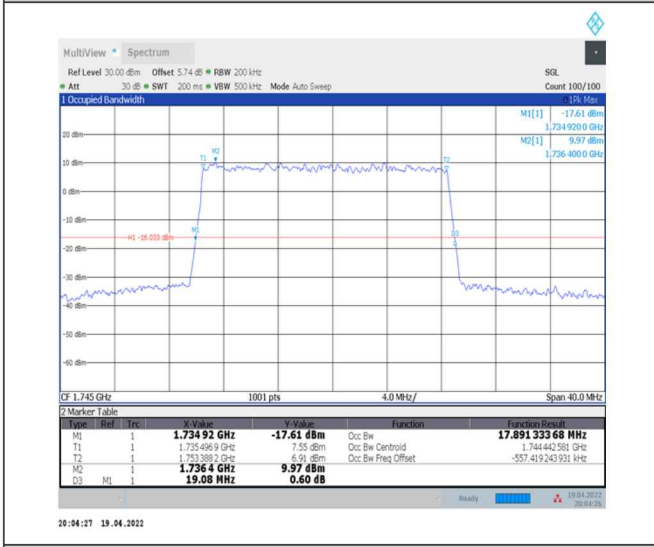 MultiView Spectrum
Ref Level 30.00 dBm Offset 5.74 dB RBW 200 kHz SGL
Att 30 dB SWT 200 ms VBW 500 kHz Mode Auto Sweep Count 100/100
1 Occupied Bandwidth 1Pk Max
M1[1] -17.61 dBm
1.734 920 0 GHz
M2[1] 9.97 dBm
1.736 400 0 GHz
20 dBm
T1 M2 T2
10 dBm
0 dBm
-10 dBm
M1 D3
H1 -16.033 dBm
-20 dBm
-30 dBm
-40 dBm
-50 dBm
-60 dBm
CF 1.745 GHz 1001 pts 4.0 MHz/ Span 40.0 MHz
2 Marker Table
Type Ref Trc X-Value Y-Value Function Function Result
M1 1 1.734 92 GHz -17.61 dBm Occ Bw 17.891 333 68 MHz
T1 1 1.735 496 9 GHz 7.55 dBm Occ Bw Centroid 1.744 442 581 GHz
T2 1 1.753 388 2 GHz 6.91 dBm Occ Bw Freq Offset -557.419 243 931 kHz
M2 1 1.736 4 GHz 9.97 dBm
D3 M1 1 19.08 MHz 0.60 dB
Ready 19.04.2022
20:04:26
20:04:27 19.04.2022